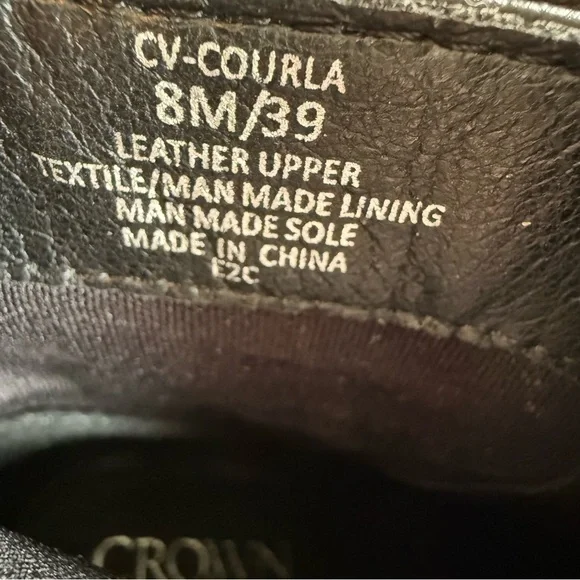 CV-COURLA
8M/39
LEATHER UPPER
TEXTILE/MAN MADE LINING
MAN MADE SOLE
MADE IN CHINA
E2C
CROWN